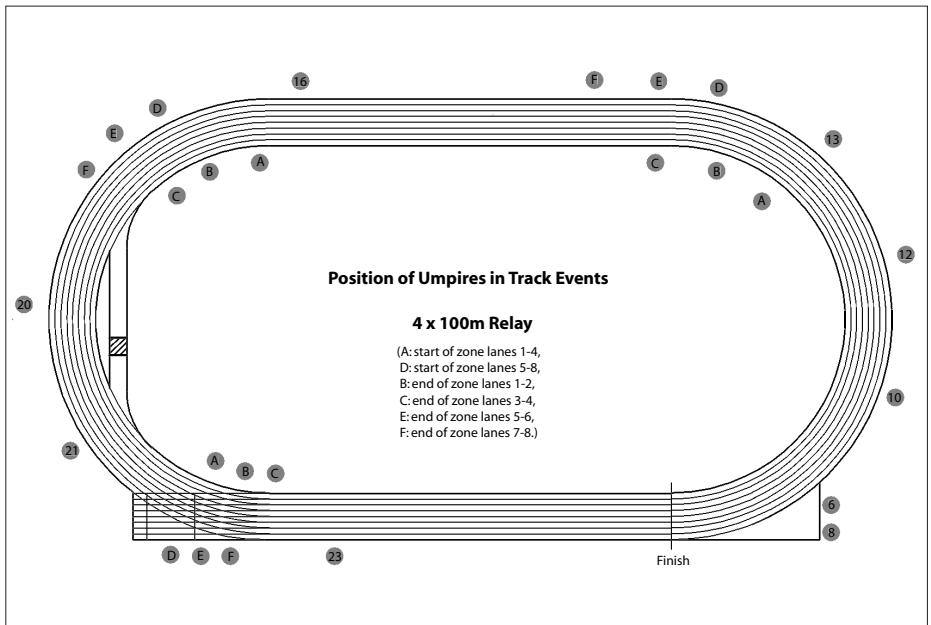 16
F
E
D
D
E
13
F
A
B
C
C
B
A
12
Position of Umpires in Track Events
20
4 x 100m Relay
(A: start of zone lanes 1-4,
D: start of zone lanes 5-8,
B: end of zone lanes 1-2,
C: end of zone lanes 3-4,
E: end of zone lanes 5-6,
F: end of zone lanes 7-8.)
10
21
A
B
C
6
8
D
E
F
23
Finish